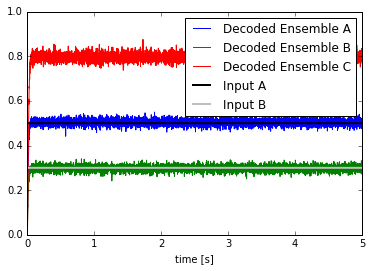 1.0
0.8
0.6
0.4
0.2
0.0
Decoded Ensemble A
Decoded Ensemble B
Decoded Ensemble C
Input A
Input B
0 1 2 3 4 5
time [s]